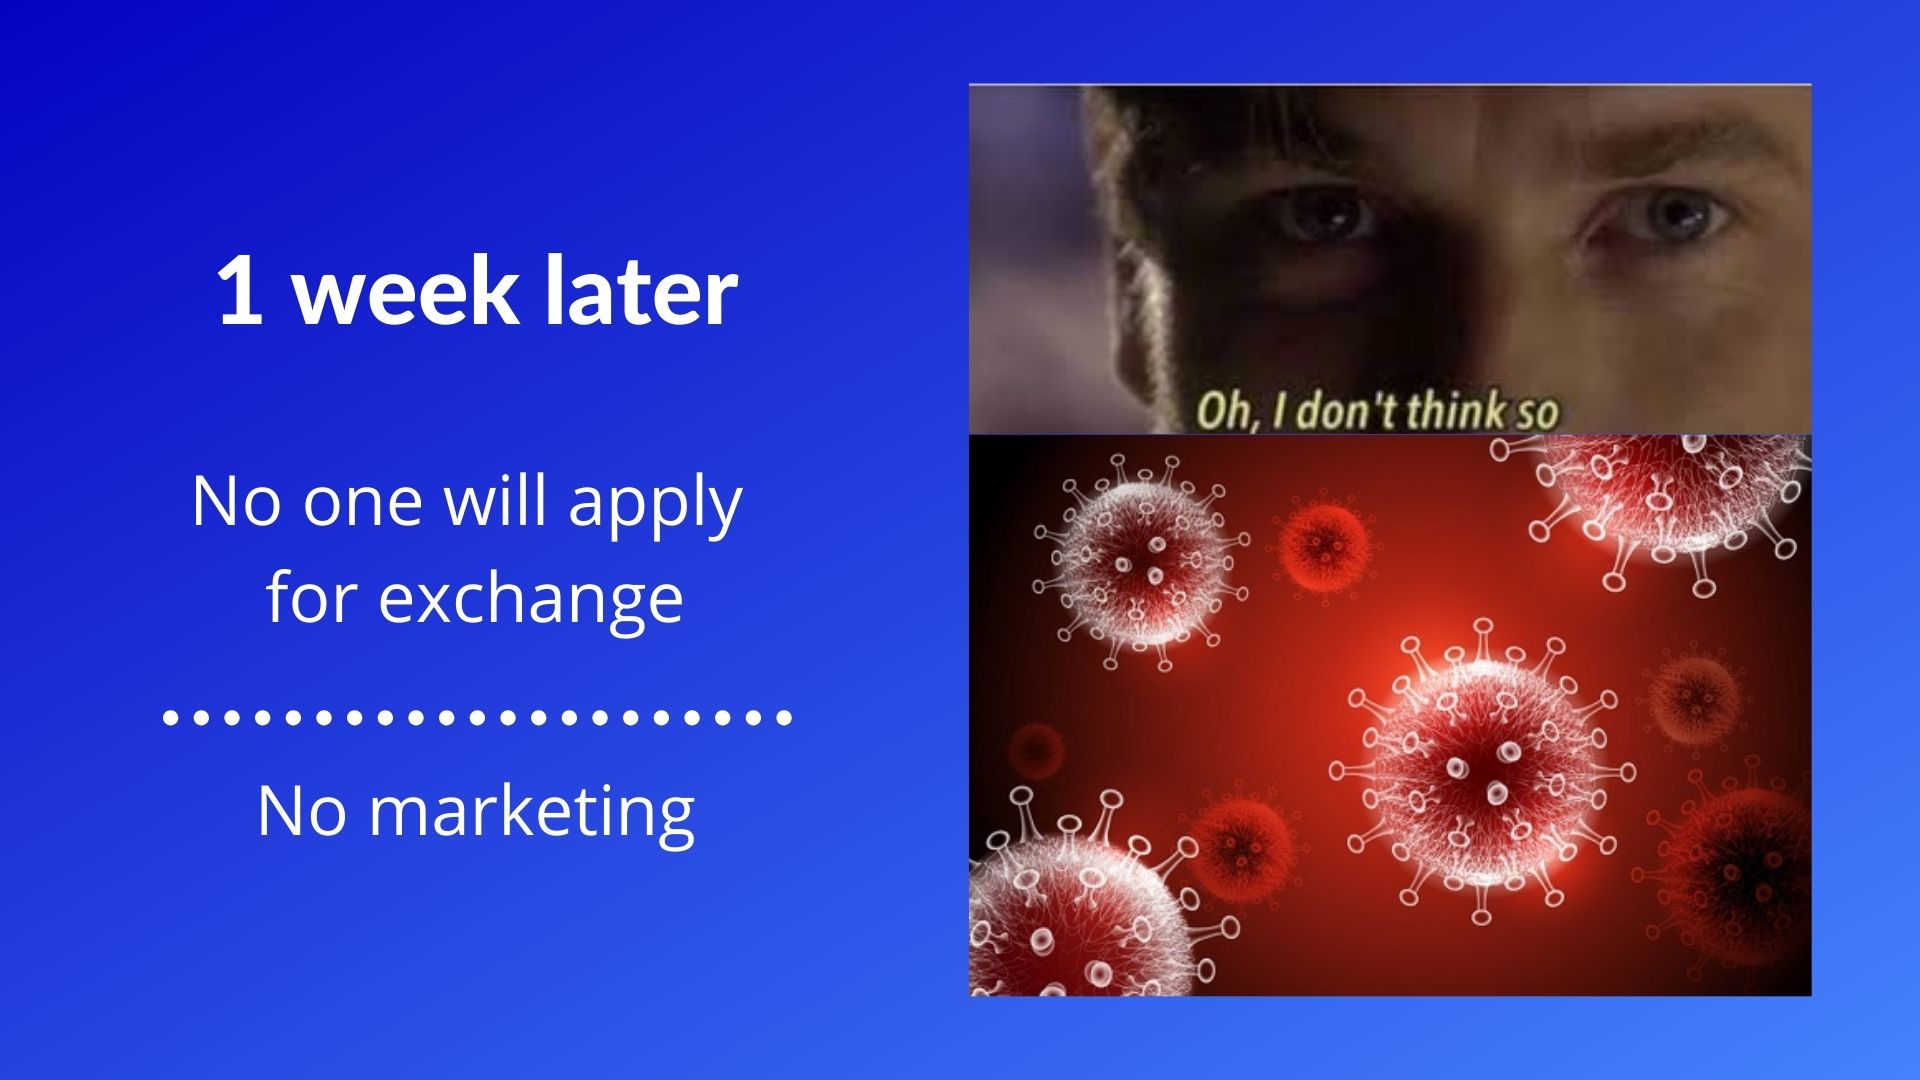 1 week later
No one will apply
for exchange
No marketing
Oh, I don't think so